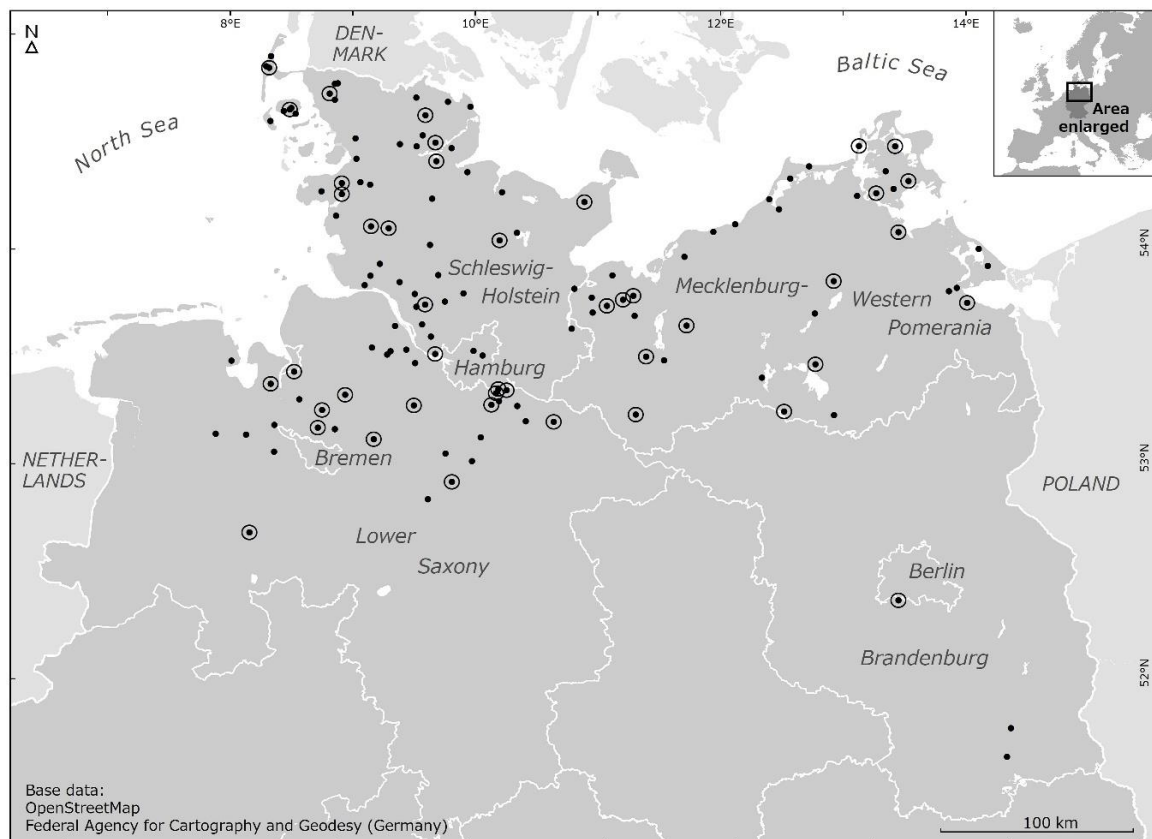 8°E
10°E
12°E
14°E
N
DEN-
MARK
Baltic Sea
North Sea
Area
enlarged
54°N
Schleswig-
Holstein
Mecklenburg-
Western
Pomerania
Hamburg
53°N
NETHER-
LANDS
Bremen
POLAND
Lower
Saxony
Berlin
Brandenburg
52°N
Base data:
OpenStreetMap
Federal Agency for Cartography and Geodesy (Germany)
100 km